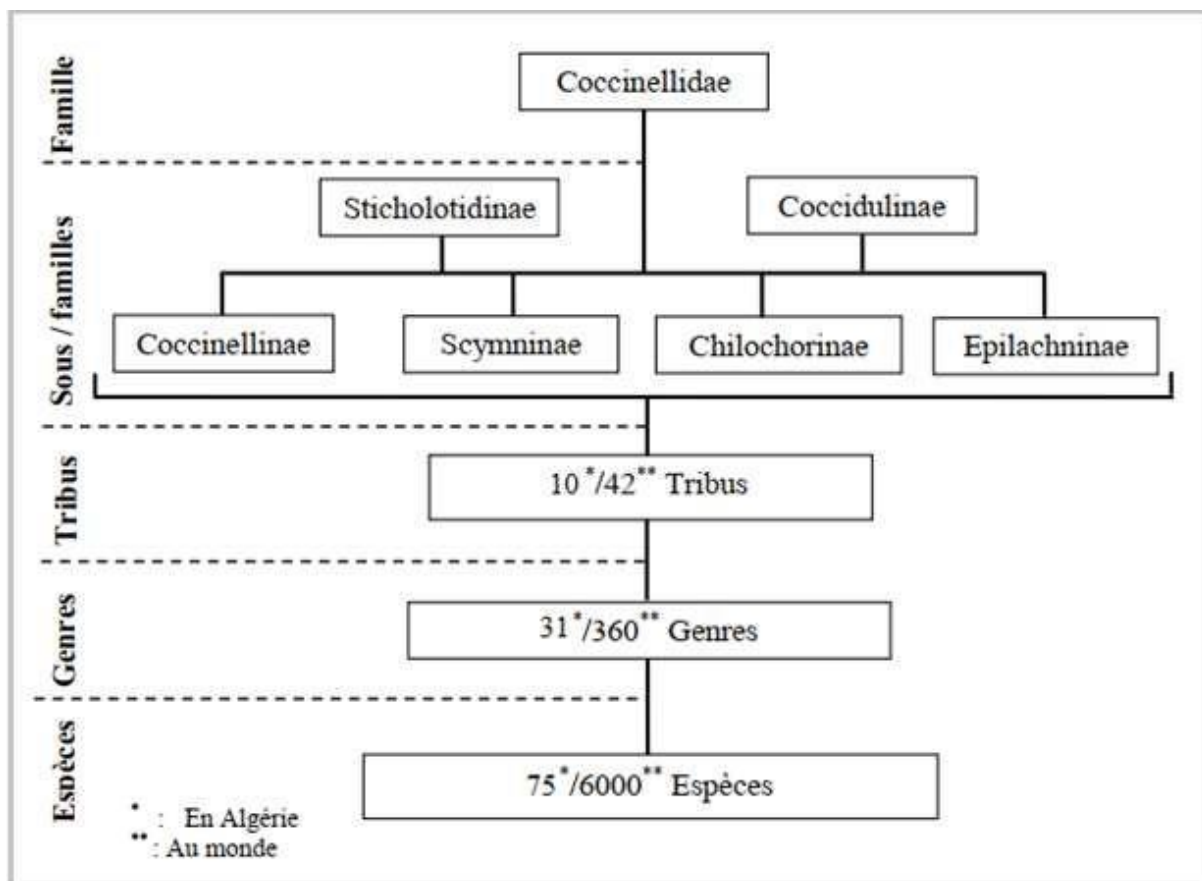 Famille
Coccinellidae
Sous / familles
Sticholotidinae
Coccidulinae
Coccinellinae
Scymninae
Chilochorinae
Epilachninae
Tribus
10*/42** Tribus
Genres
31*/360** Genres
Espèces
75*/6000** Espèces
* : En Algérie
** : Au monde